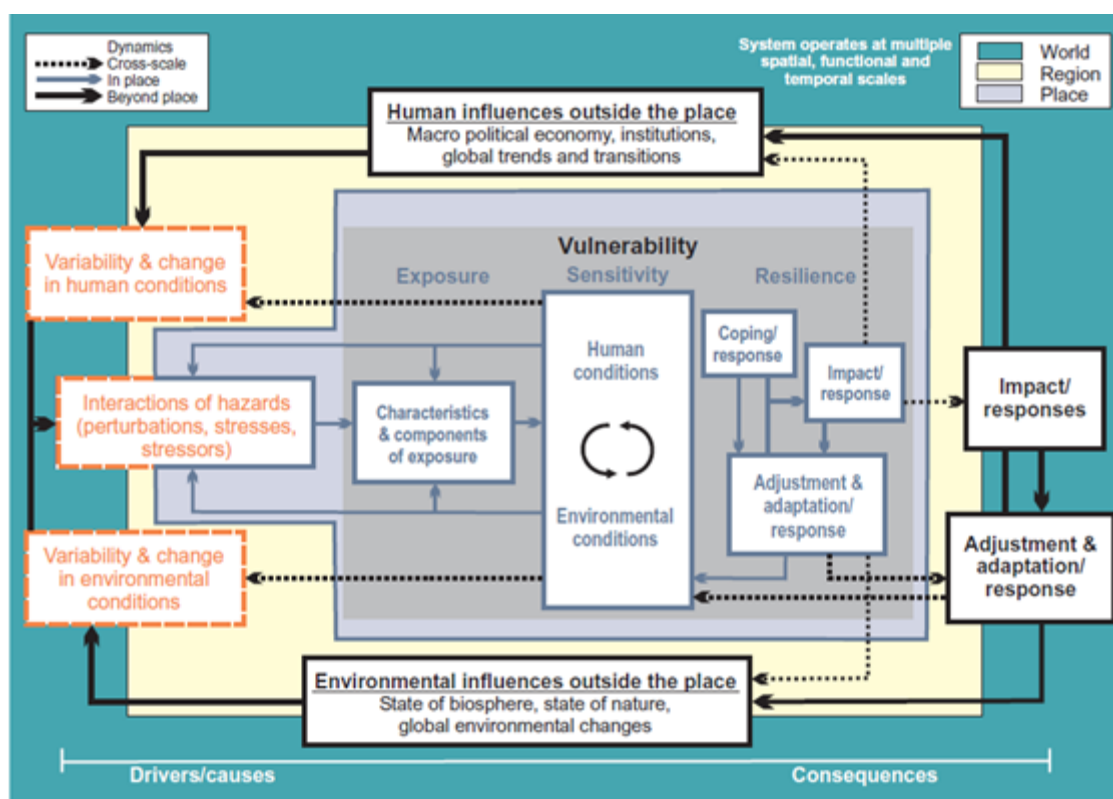 Dynamics
Cross-scale
In place
Beyond place
System operates at multiple
spatial, functional and
temporal scales
World
Region
Place
Human influences outside the place
Macro political economy, institutions,
global trends and transitions
Vulnerability
Exposure
Sensitivity
Resilience
Variability & change
in human conditions
Interactions of hazards
(perturbations, stresses,
stressors)
Variability & change
in environmental
conditions
Characteristics
& components
of exposure
Human
conditions
Environmental
conditions
Coping/
response
Impact/
response
Adjustment &
adaptation/
response
Impact/
responses
Adjustment &
adaptation/
response
Environmental influences outside the place
State of biosphere, state of nature,
global environmental changes
Drivers/causes
Consequences